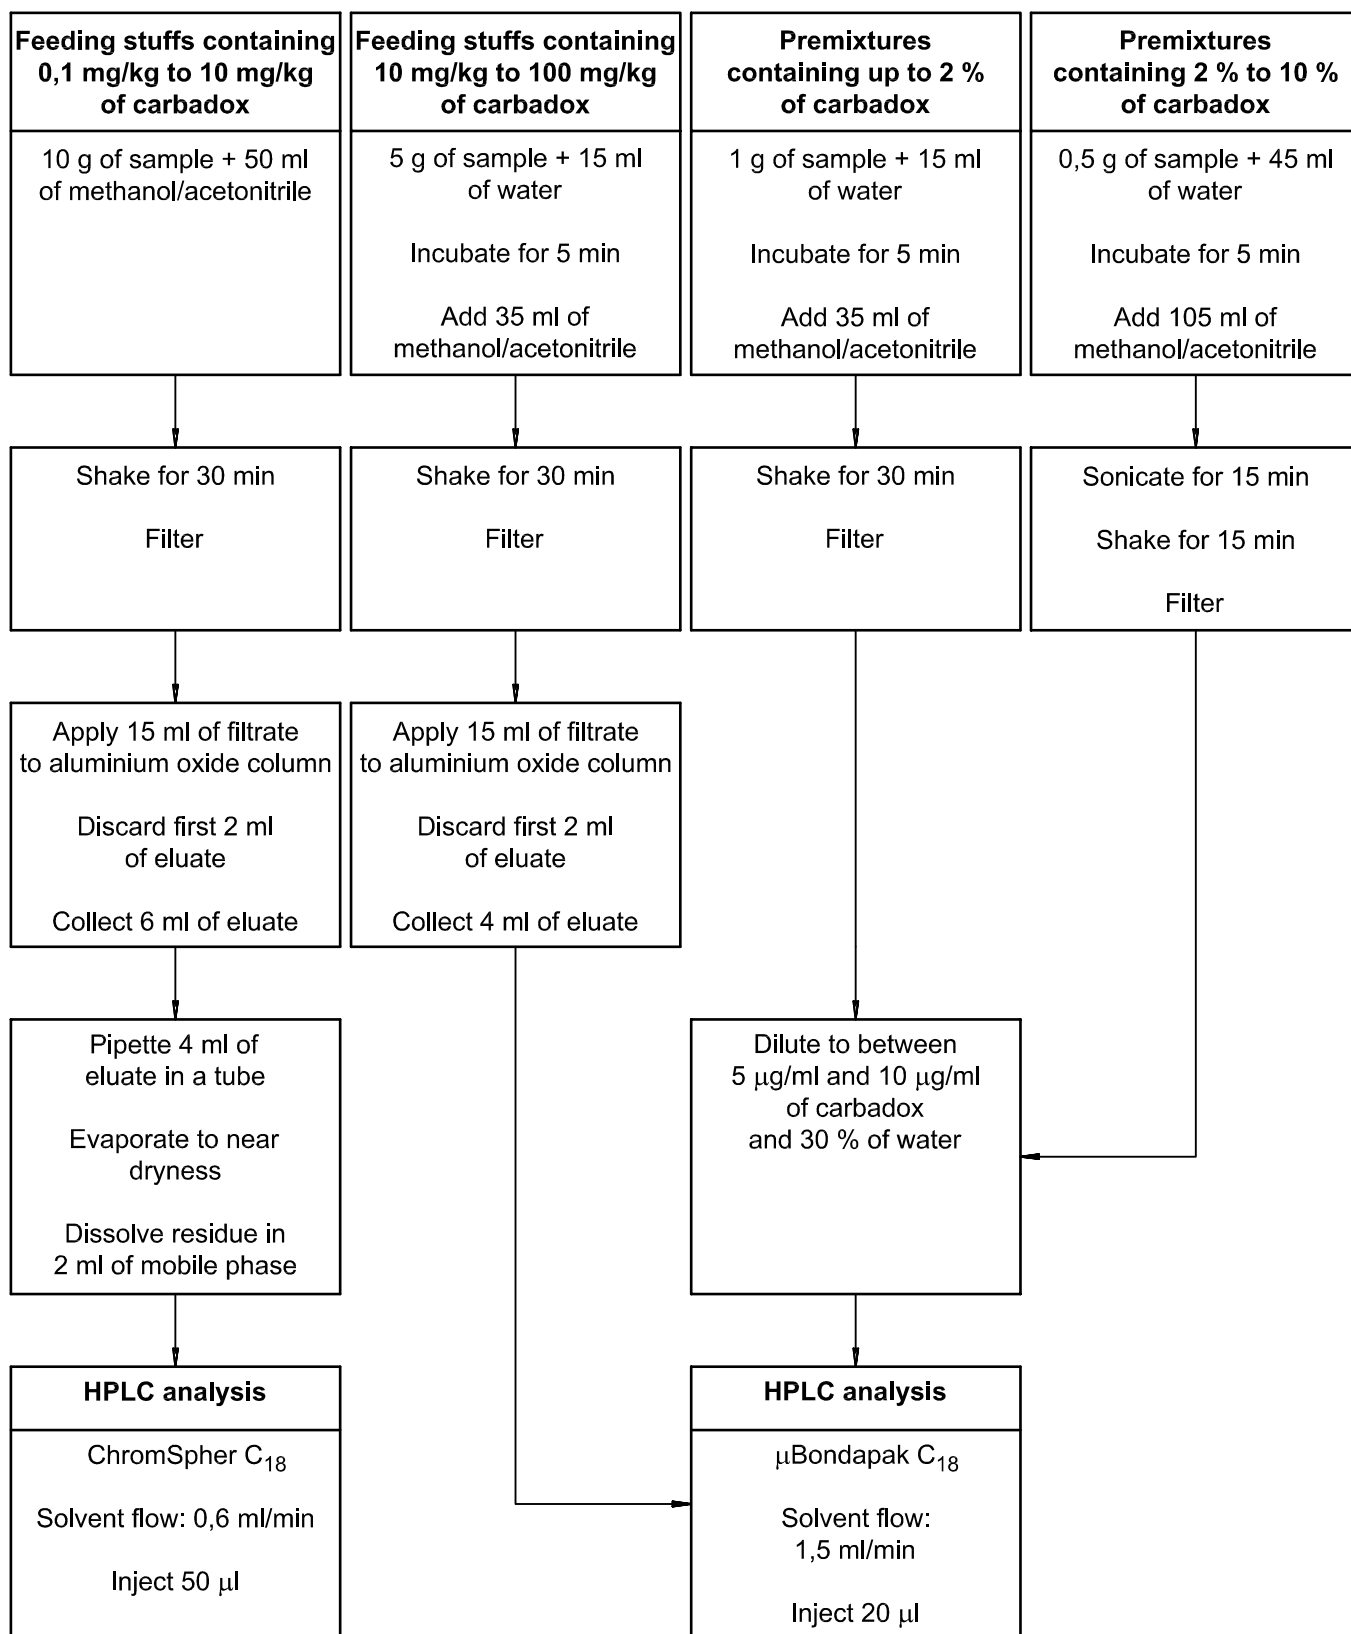 Feeding stuffs containing
0,1 mg/kg to 10 mg/kg
of carbadox
10 g of sample + 50 ml
of methanol/acetonitrile
Shake for 30 min
Filter
Apply 15 ml of filtrate
to aluminium oxide column
Discard first 2 ml
of eluate
Collect 6 ml of eluate
Pipette 4 ml of
eluate in a tube
Evaporate to near
dryness
Dissolve residue in
2 ml of mobile phase
HPLC analysis
ChromSpher C18
Solvent flow: 0,6 ml/min
Inject 50 μl
Feeding stuffs containing
10 mg/kg to 100 mg/kg
of carbadox
5 g of sample + 15 ml
of water
Incubate for 5 min
Add 35 ml of
methanol/acetonitrile
Shake for 30 min
Filter
Apply 15 ml of filtrate
to aluminium oxide column
Discard first 2 ml
of eluate
Collect 4 ml of eluate
Premixtures
containing up to 2 %
of carbadox
1 g of sample + 15 ml
of water
Incubate for 5 min
Add 35 ml of
methanol/acetonitrile
Shake for 30 min
Filter
Dilute to between
5 μg/ml and 10 μg/ml
of carbadox
and 30 % of water
HPLC analysis
μBondapak C18
Solvent flow:
1,5 ml/min
Inject 20 μl
Premixtures
containing 2 % to 10 %
of carbadox
0,5 g of sample + 45 ml
of water
Incubate for 5 min
Add 105 ml of
methanol/acetonitrile
Sonicate for 15 min
Shake for 15 min
Filter